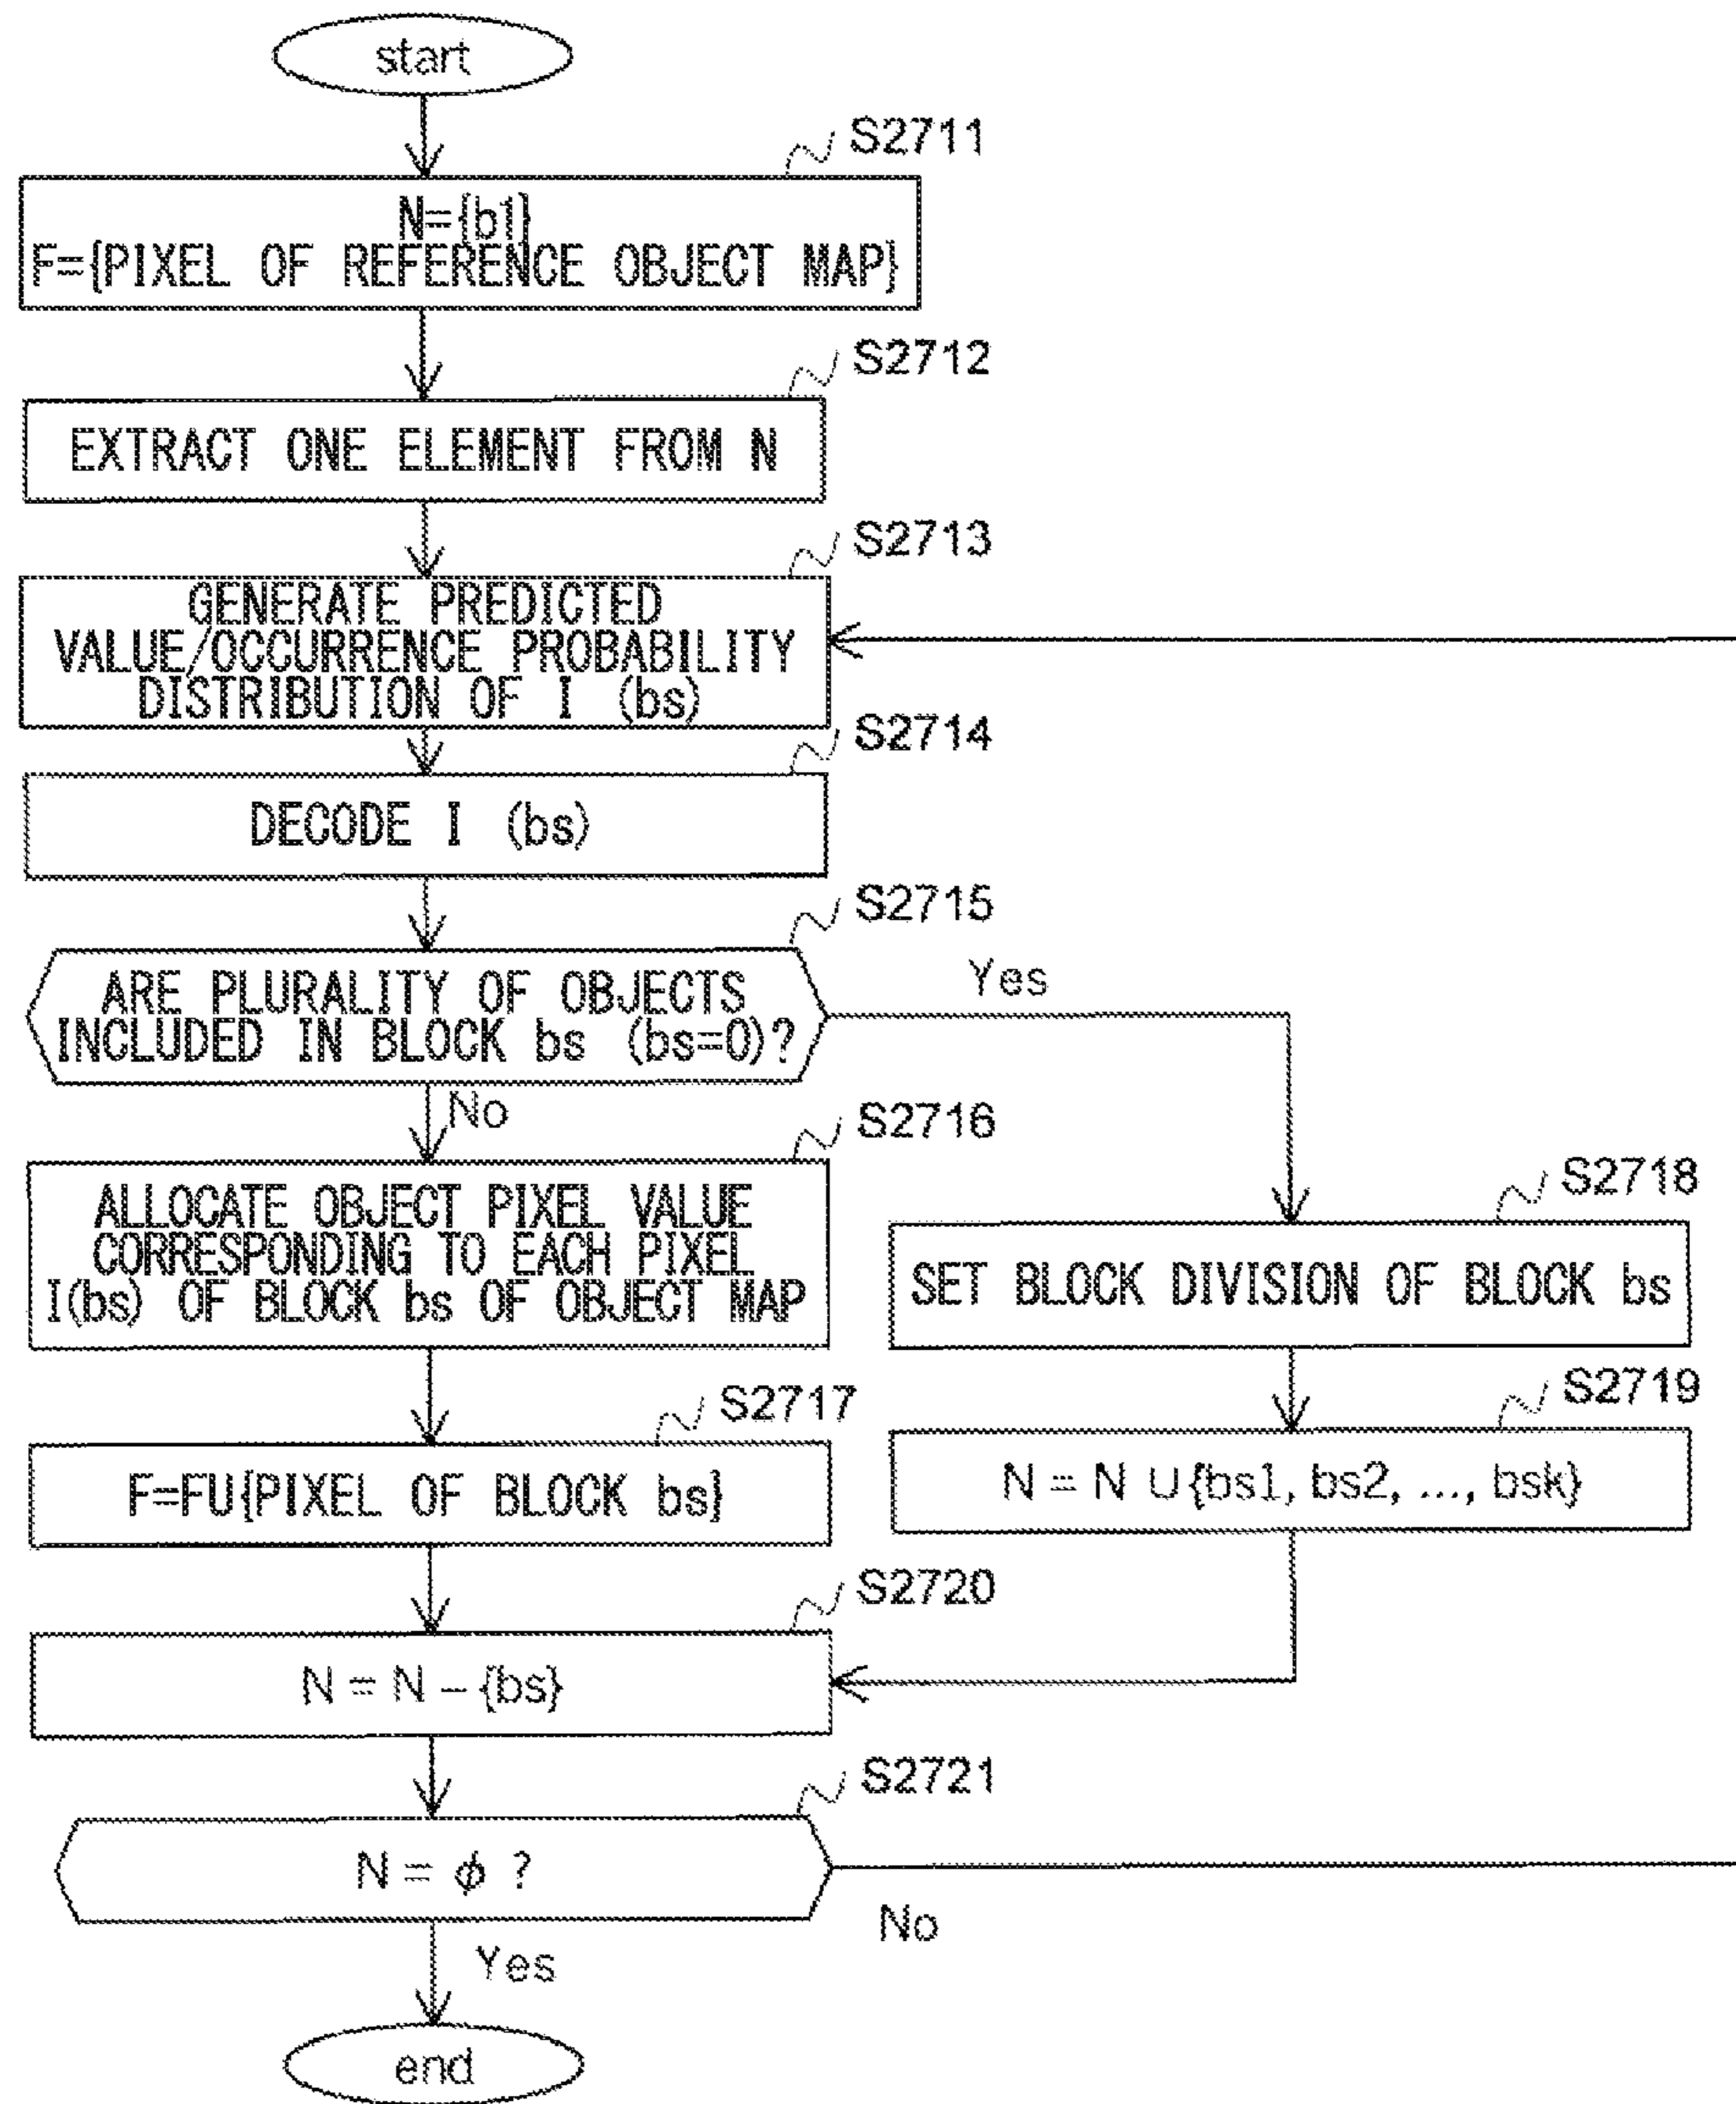 start
S2711
N={b1}
F={PIXEL OF REFERENCE OBJECT MAP}
S2712
EXTRACT ONE ELEMENT FROM N
S2713
GENERATE PREDICTED
VALUE/OCCURRENCE PROBABILITY
DISTRIBUTION OF I (bs)
S2714
DECODE I (bs)
S2715
ARE PLURALITY OF OBJECTS
INCLUDED IN BLOCK bs (bs=0)?
Yes
No
S2716
ALLOCATE OBJECT PIXEL VALUE
CORRESPONDING TO EACH PIXEL
I(bs) OF BLOCK bs OF OBJECT MAP
S2718
SET BLOCK DIVISION OF BLOCK bs
S2717
F=FU{PIXEL OF BLOCK bs}
S2719
N = N ∪{bs1, bs2, ..., bsk}
S2720
N = N – {bs}
S2721
N = ϕ ?
No
Yes
end